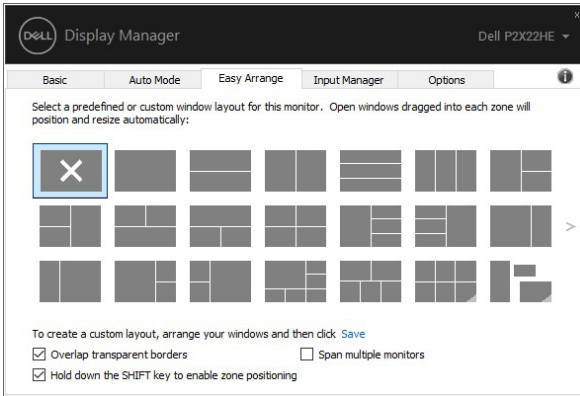 DELL Display Manager
Dell P2X22HE
Basic Auto Mode Easy Arrange Input Manager Options
Select a predefined or custom window layout for this monitor. Open windows dragged into each zone will
position and resize automatically:
To create a custom layout, arrange your windows and then click Save
Overlap transparent borders
Span multiple monitors
Hold down the SHIFT key to enable zone positioning